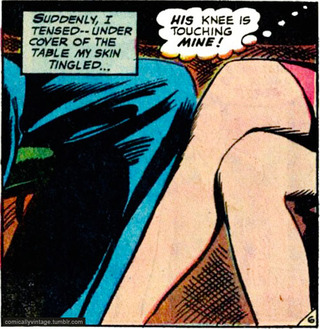 SUDDENLY, I
TENSED--UNDER
COVER OF THE
TABLE MY SKIN
TINGLED...
HIS KNEE IS
TOUCHING
MINE!
comicallyvintage.tumblr.com
6